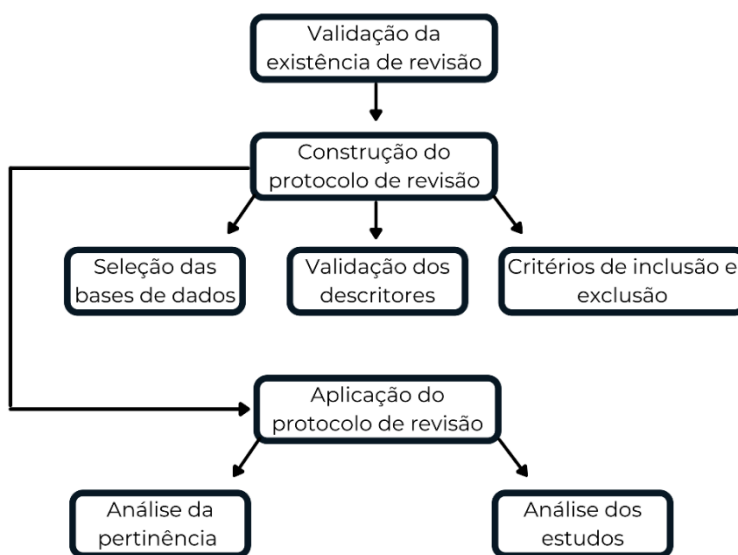 Validação da
existência de revisão
Construção do
protocolo de revisão
Seleção das
bases de dados
Validação dos
descritores
Critérios de inclusão e
exclusão
Aplicação do
protocolo de revisão
Análise da
pertinência
Análise dos
estudos